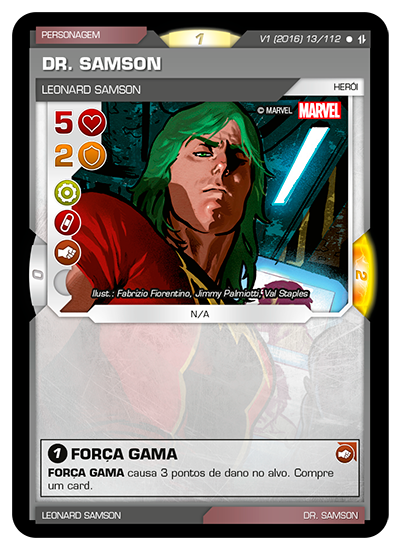 PERSONAGEM
1
V1 (2016) 13/112
DR. SAMSON
LEONARD SAMSON
HERÓI
© MARVEL MARVEL
5
2
0
2
Ilust.: Fabrizio Fiorentino, Jimmy Palmiotti, Val Staples
N/A
1 FORÇA GAMA
FORÇA GAMA causa 3 pontos de dano no alvo. Compre
um card.
LEONARD SAMSON
DR. SAMSON